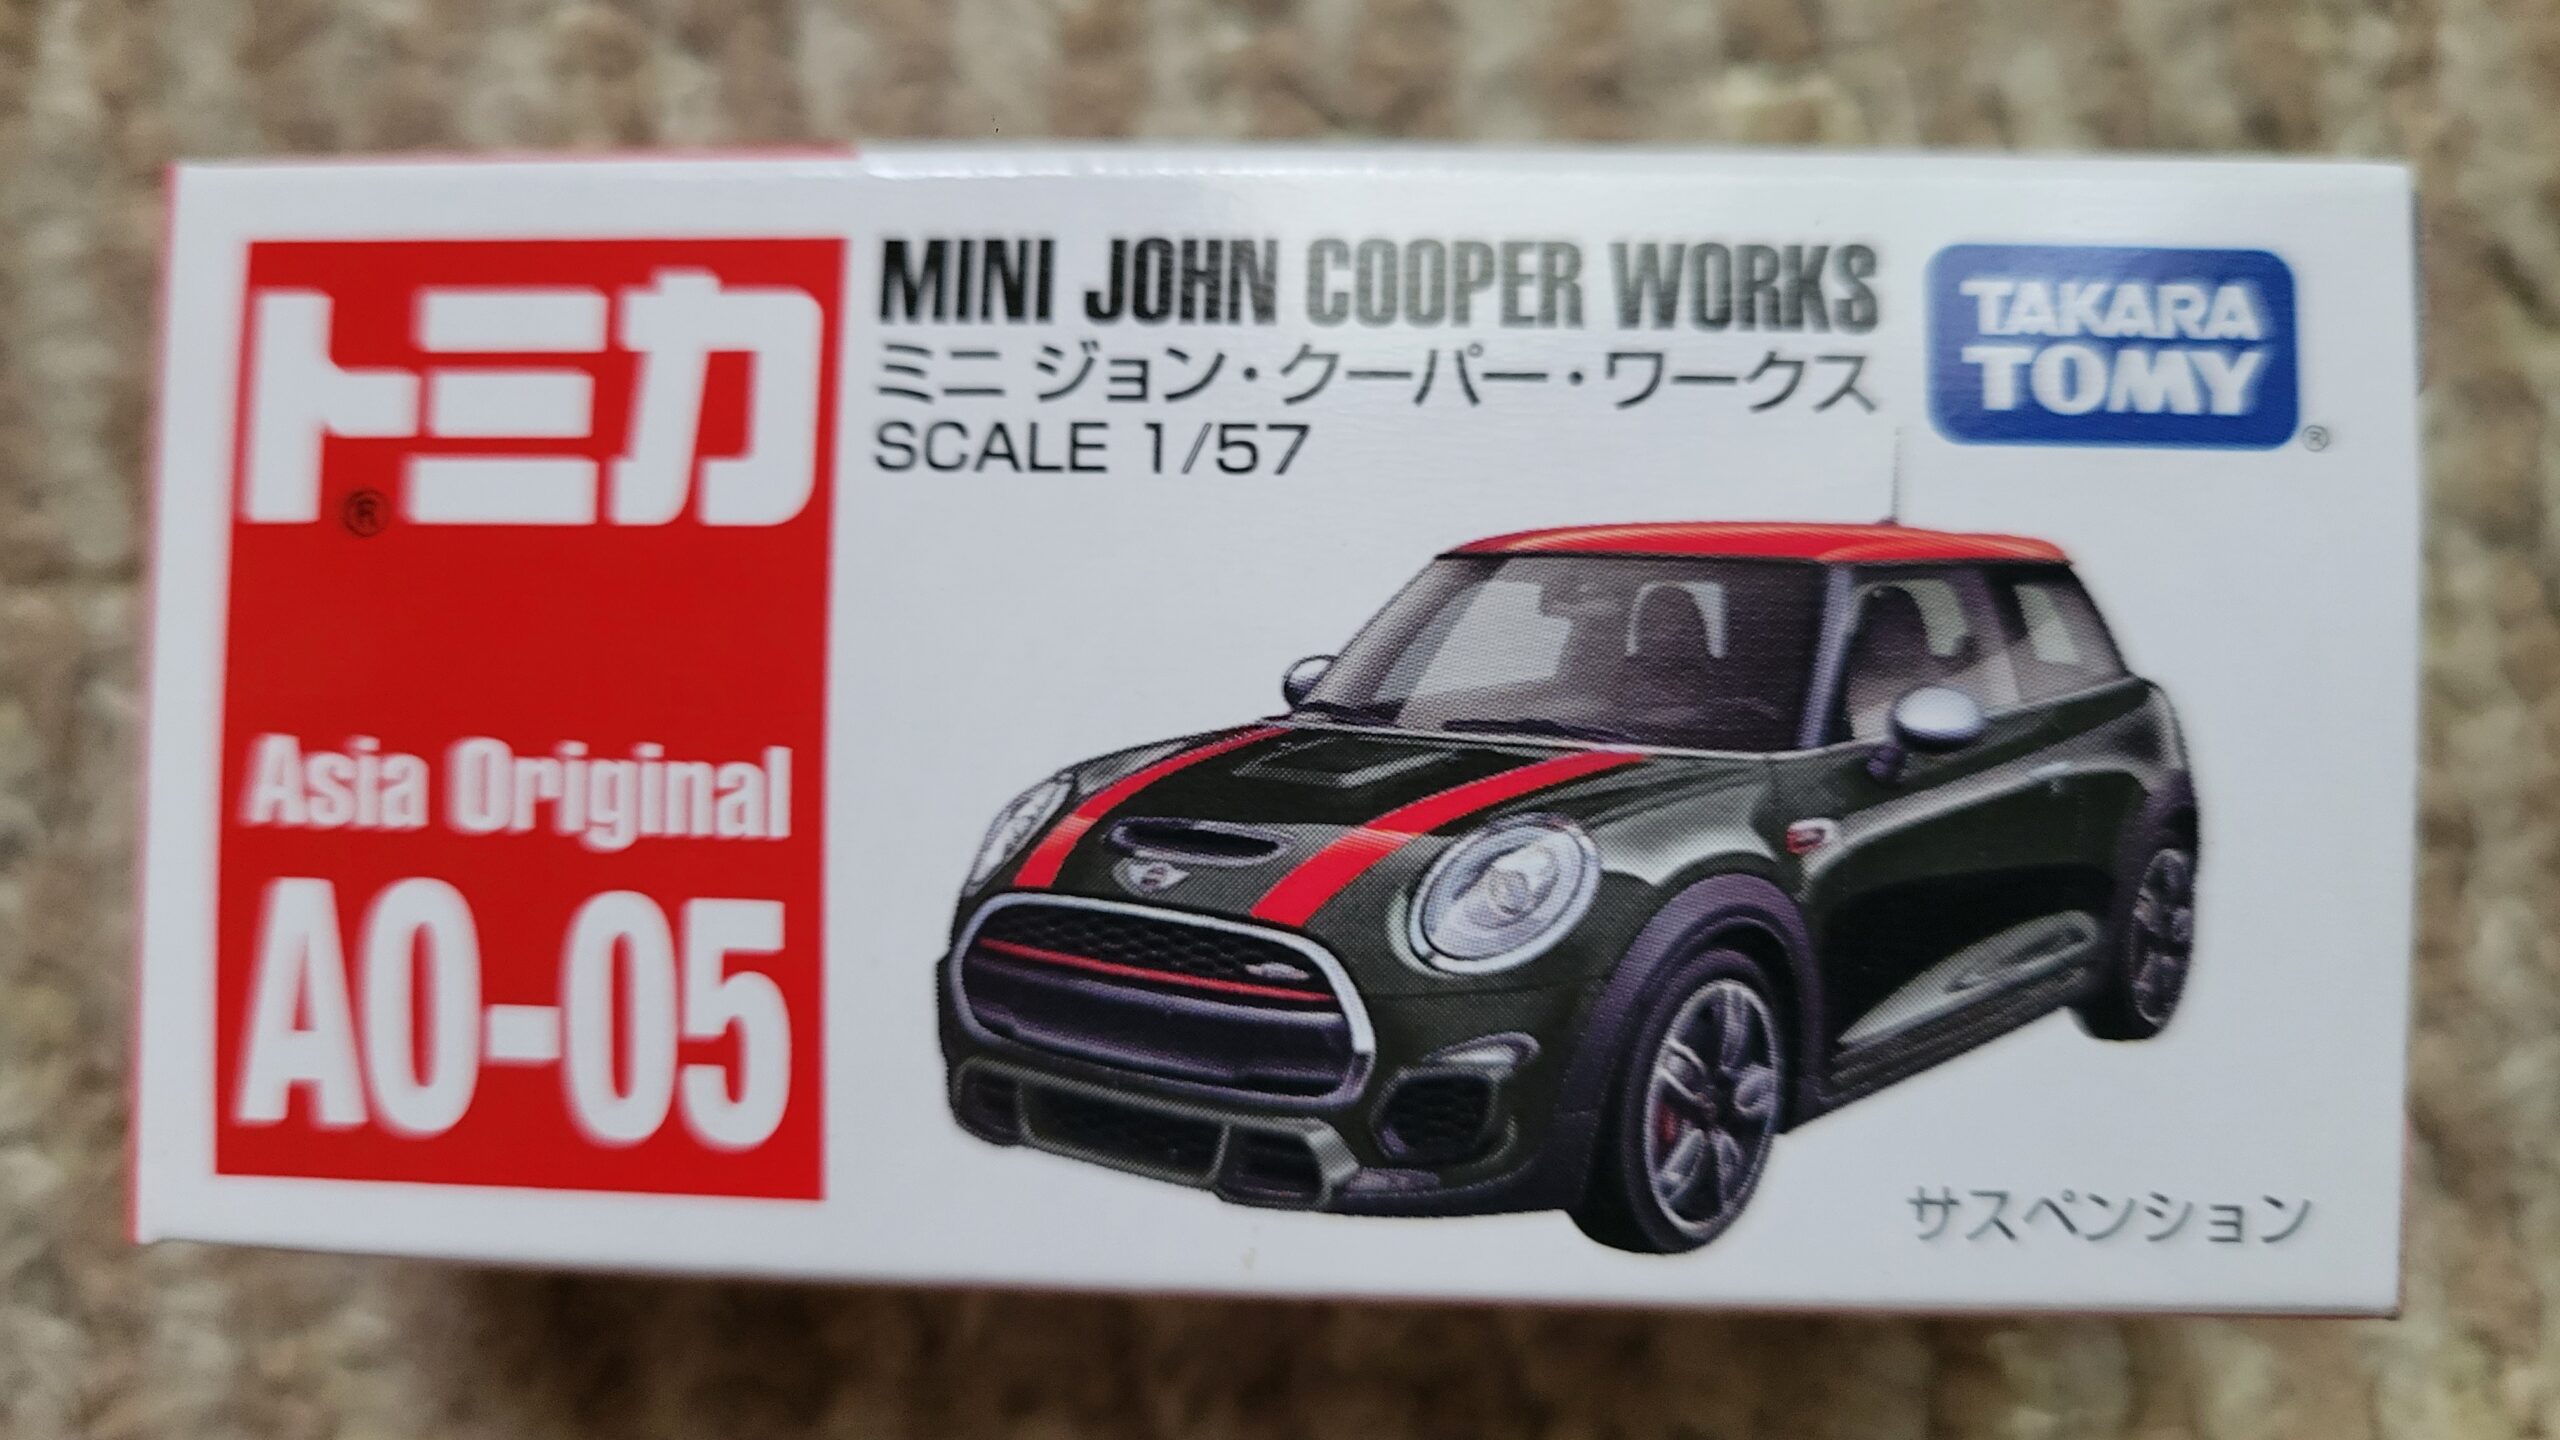 トミカ
®
Asia Original
AO-05
MINI JOHN COOPER WORKS
ミニ ジョン・クーパー・ワークス
SCALE 1/57
TAKARA
TOMY
®
サスペンション